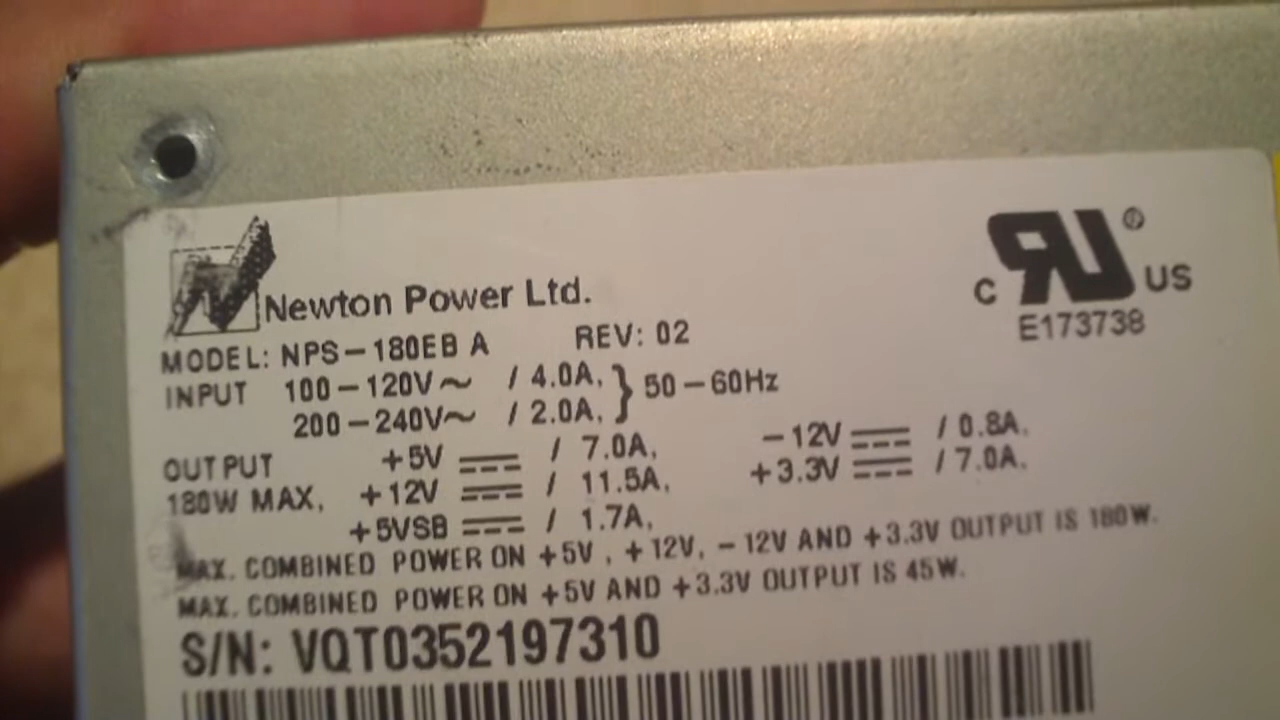 Newton Power Ltd.
C RU ® US
E173738
MODEL: NPS-180EB A REV: 02
INPUT 100-120V~ / 4.0A, } 50-60Hz
200-240V~ / 2.0A,
OUTPUT +5V ⎓ / 7.0A, -12V ⎓ / 0.8A,
180W MAX, +12V ⎓ / 11.5A, +3.3V ⎓ / 7.0A,
+5VSB ⎓ / 1.7A,
MAX. COMBINED POWER ON +5V, +12V, -12V AND +3.3V OUTPUT IS 180W.
MAX. COMBINED POWER ON +5V AND +3.3V OUTPUT IS 45W.
S/N: VQT0352197310